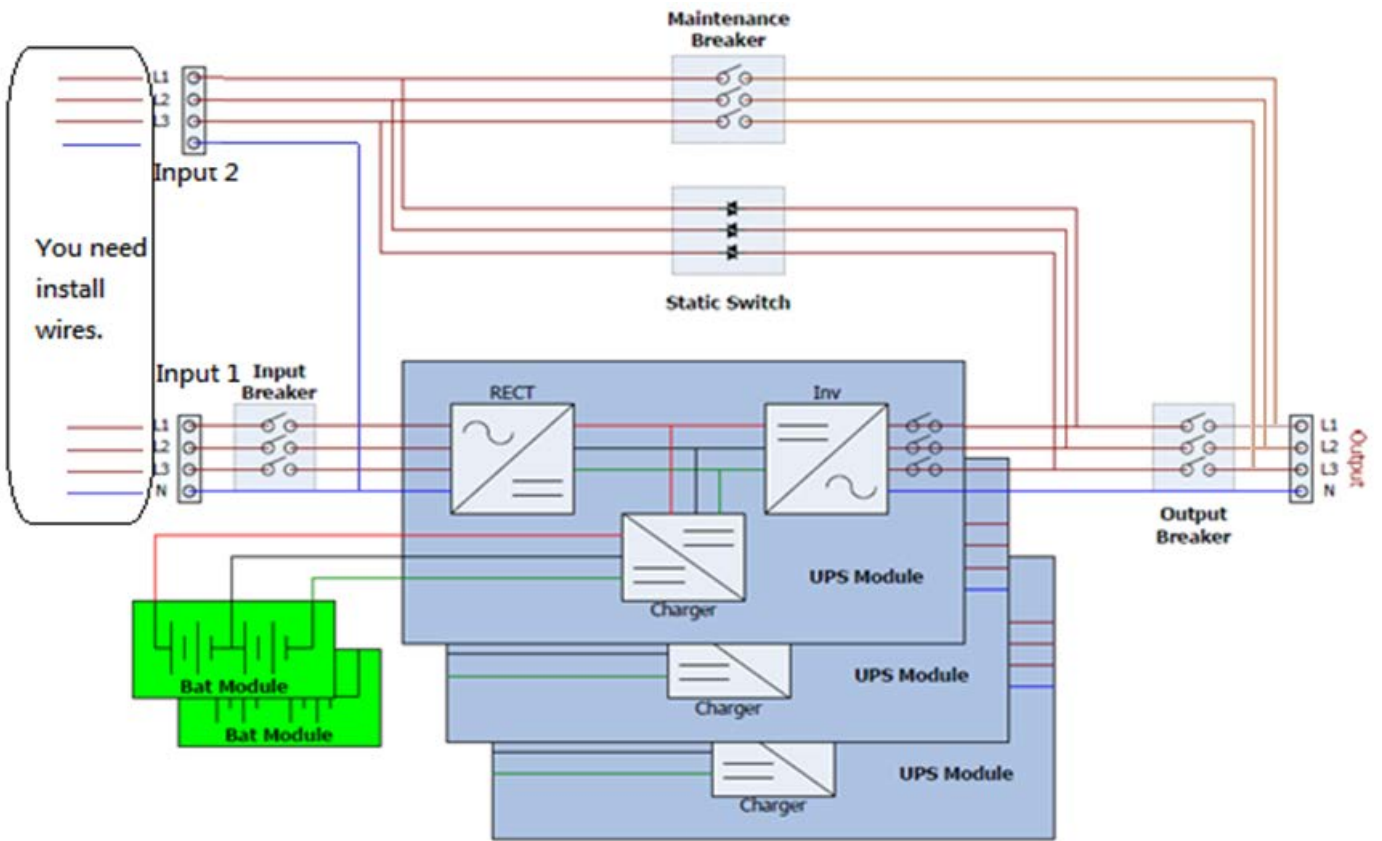 Maintenance
Breaker
L1
L2
L3
Input 2
You need
install
wires.
Static Switch
Input 1
Input
Breaker
RECT
Inv
L1
L2
L3
N
L1
L2
L3
N
Output
Output
Breaker
UPS Module
Charger
Bat Module
UPS Module
Charger
Bat Module
UPS Module
Charger